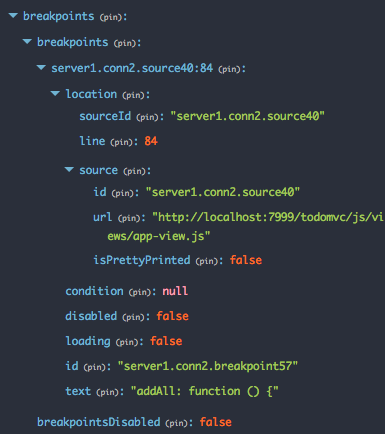 breakpoints (pin):
breakpoints (pin):
server1.conn2.source40:84 (pin):
location (pin):
sourceId (pin): "server1.conn2.source40"
line (pin): 84
source (pin):
id (pin): "server1.conn2.source40"
url (pin): "http://localhost:7999/todomvc/js/vi
ews/app-view.js"
isPrettyPrinted (pin): false
condition (pin): null
disabled (pin): false
loading (pin): false
id (pin): "server1.conn2.breakpoint57"
text (pin): "addAll: function () {"
breakpointsDisabled (pin): false